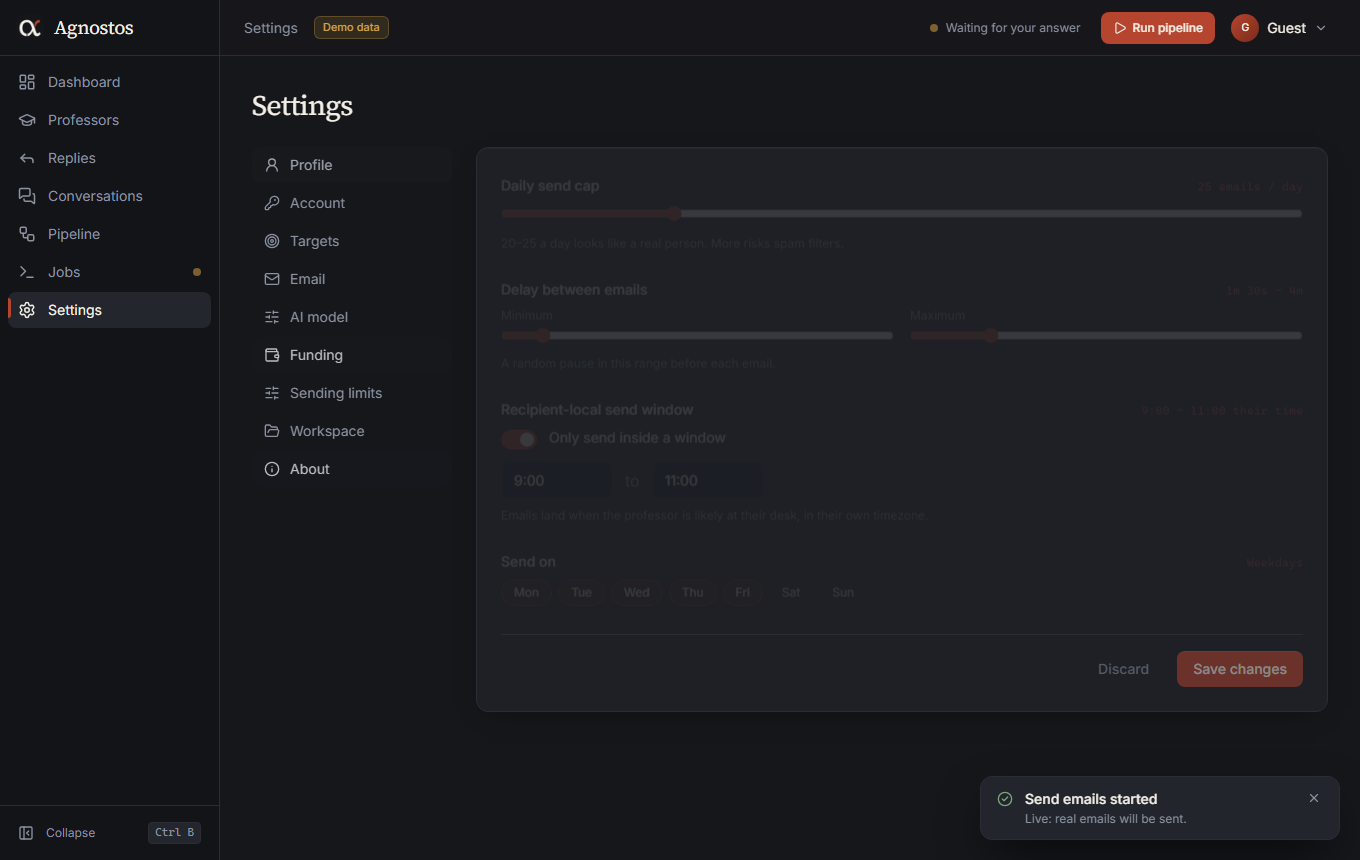 Agnostos
Settings
Demo data
Waiting for your answer
Run pipeline
G
Guest
Dashboard
Professors
Replies
Conversations
Pipeline
Jobs
Settings
Collapse
Ctrl B
Settings
Profile
Account
Targets
Email
AI model
Funding
Sending limits
Workspace
About
Daily send cap
25 emails / day
20–25 a day looks like a real person. More risks spam filters.
Delay between emails
Minimum
Maximum
A random pause in this range before each email.
Recipient-local send window
9:00 – 11:00 their time
Only send inside a window
9:00 to 11:00
Emails land when the professor is likely at their desk, in their own timezone.
Send on
Weekdays
Mon Tue Wed Thu Fri Sat Sun
Discard
Save changes
Send emails started
Live: real emails will be sent.